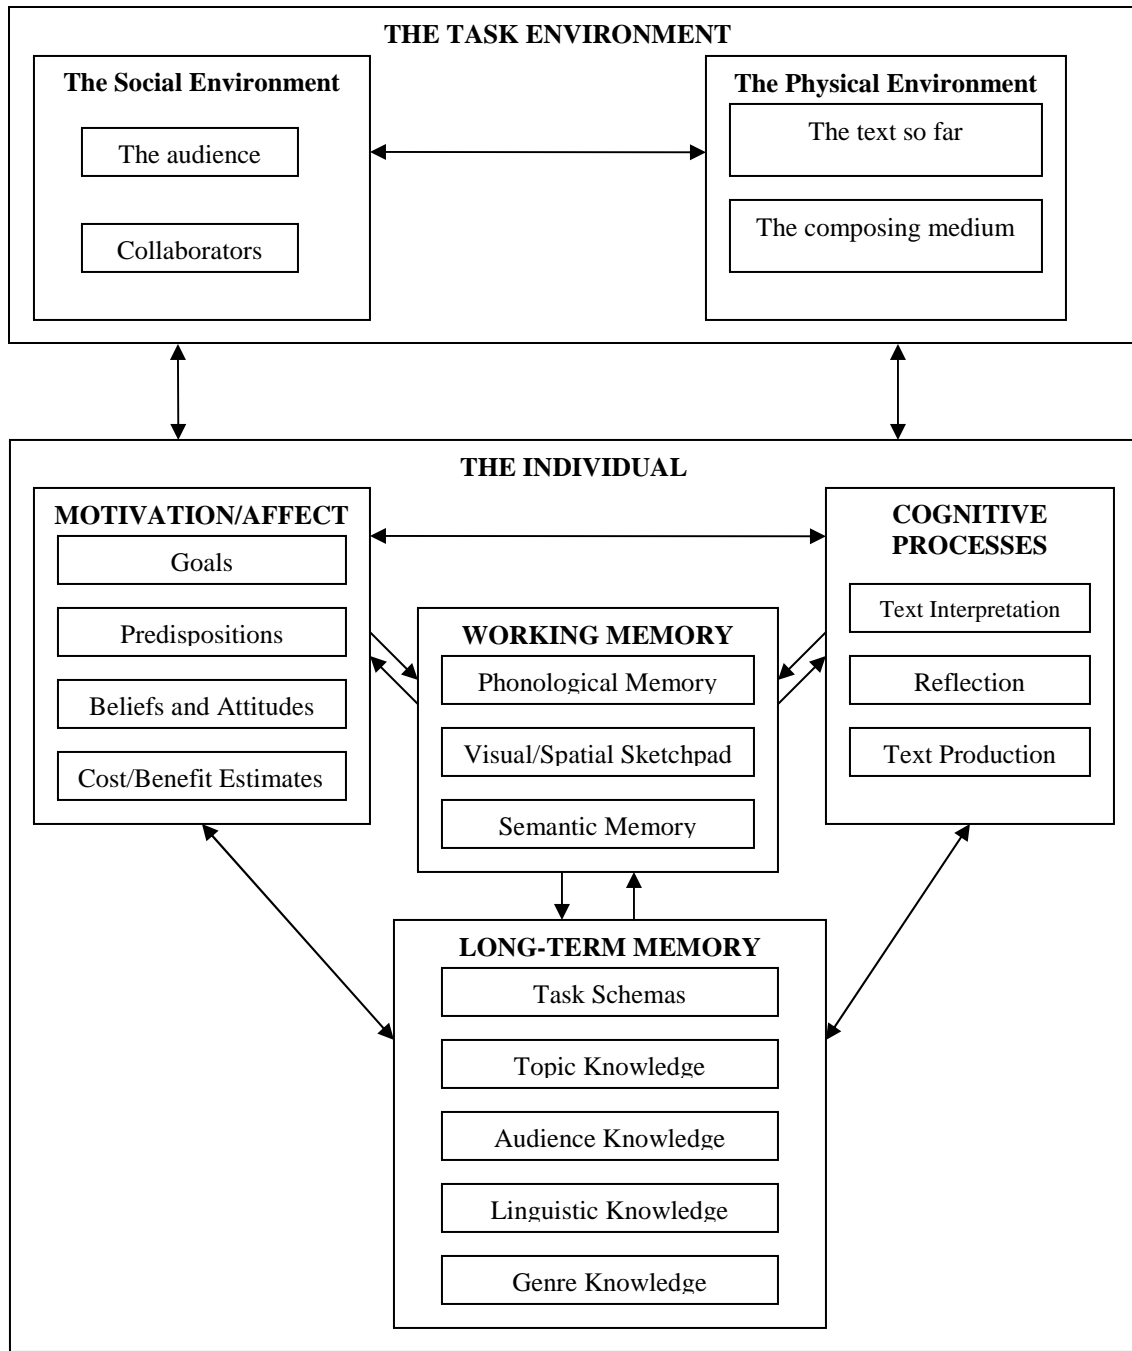 THE TASK ENVIRONMENT
The Social Environment
The audience
Collaborators
The Physical Environment
The text so far
The composing medium
THE INDIVIDUAL
MOTIVATION/AFFECT
Goals
Predispositions
Beliefs and Attitudes
Cost/Benefit Estimates
WORKING MEMORY
Phonological Memory
Visual/Spatial Sketchpad
Semantic Memory
COGNITIVE
PROCESSES
Text Interpretation
Reflection
Text Production
LONG-TERM MEMORY
Task Schemas
Topic Knowledge
Audience Knowledge
Linguistic Knowledge
Genre Knowledge